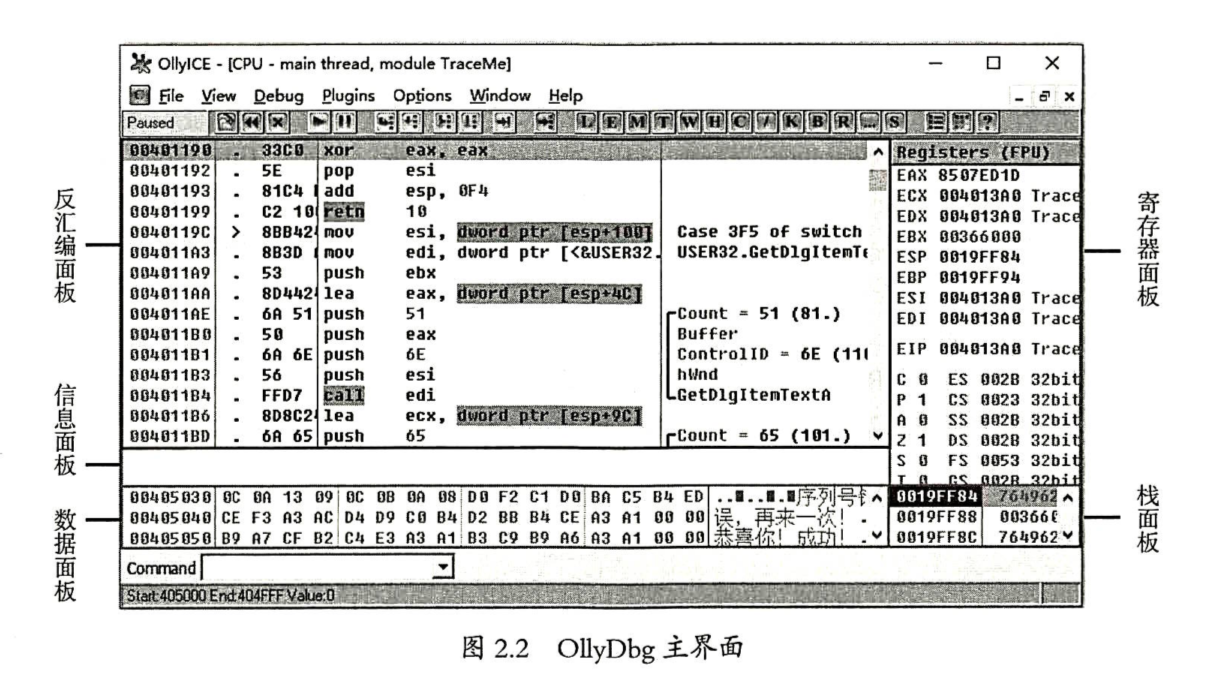 OllyICE - [CPU - main thread, module TraceMe]
File View Debug Plugins Options Window Help
Paused L E M T W H C / K B R ... S ?
00401190 . 33C0 xor eax, eax
00401192 . 5E pop esi
00401193 . 81C4 add esp, 0F4
00401199 . C2 10 retn 10
0040119C > 8BB42 mov esi, dword ptr [esp+100] Case 3F5 of switch
004011A3 . 8B3D mov edi, dword ptr [<&USER32. USER32.GetDlgItemTe
004011A9 . 53 push ebx
004011AA . 8D442 lea eax, dword ptr [esp+4C]
004011AE . 6A 51 push 51 Count = 51 (81.)
004011B0 . 50 push eax Buffer
004011B1 . 6A 6E push 6E ControlID = 6E (110
004011B3 . 56 push esi hWnd
004011B4 . FFD7 call edi GetDlgItemTextA
004011B6 . 8D8C2 lea ecx, dword ptr [esp+9C]
004011BD . 6A 65 push 65 Count = 65 (101.)
Registers (FPU)
EAX 8507ED1D
ECX 004013A0 Trace
EDX 004013A0 Trace
EBX 00366000
ESP 0019FF84
EBP 0019FF94
ESI 004013A0 Trace
EDI 004013A0 Trace
EIP 004013A0 Trace
C 0 ES 002B 32bit
P 1 CS 0023 32bit
A 0 SS 002B 32bit
Z 1 DS 002B 32bit
S 0 FS 0053 32bit
T 0 GS 002B 32bit
00405030 0C 0A 13 09 0C 0B 0A 08 D0 F2 C1 D0 BA C5 B4 ED 序列号错
00405040 CE F3 A3 AC D4 D9 C0 B4 D2 BB B4 CE A3 A1 00 00 误，再来一次！.
00405050 B9 A7 CF B2 C4 E3 A3 A1 B3 C9 B9 A6 A3 A1 00 00 恭喜你！成功！.
0019FF84 764962
0019FF88 00366
0019FF8C 764962
Command
Start:405000 End:404FFF Value:0
反汇编面板
信息面板
数据面板
寄存器面板
栈面板
图 2.2 OllyDbg 主界面